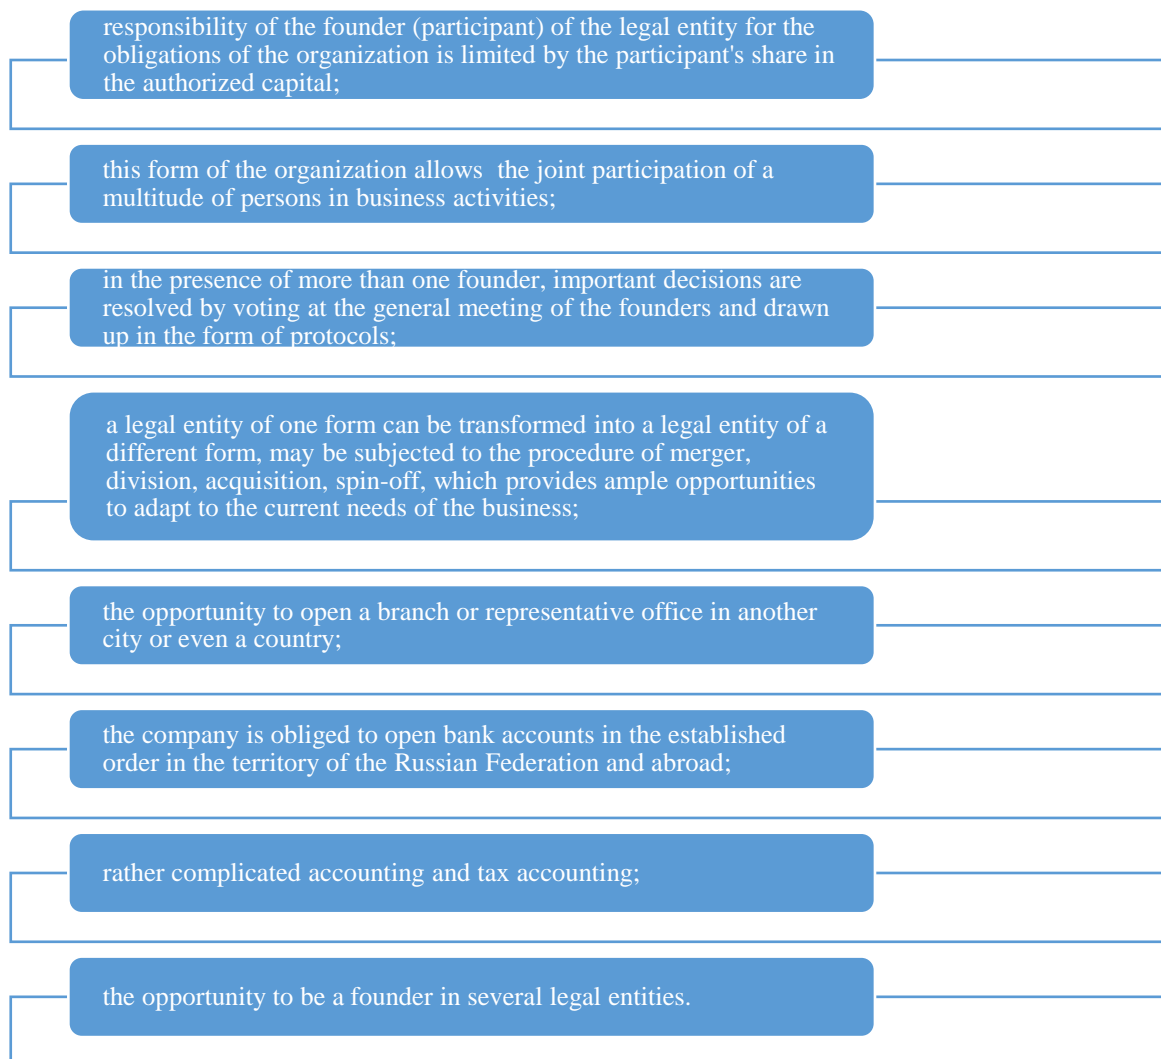 responsibility of the founder (participant) of the legal entity for the
obligations of the organization is limited by the participant's share in
the authorized capital;
this form of the organization allows  the joint participation of a
multitude of persons in business activities;
in the presence of more than one founder, important decisions are
resolved by voting at the general meeting of the founders and drawn
up in the form of protocols;
a legal entity of one form can be transformed into a legal entity of a
different form, may be subjected to the procedure of merger,
division, acquisition, spin-off, which provides ample opportunities
to adapt to the current needs of the business;
the opportunity to open a branch or representative office in another
city or even a country;
the company is obliged to open bank accounts in the established
order in the territory of the Russian Federation and abroad;
rather complicated accounting and tax accounting;
the opportunity to be a founder in several legal entities.